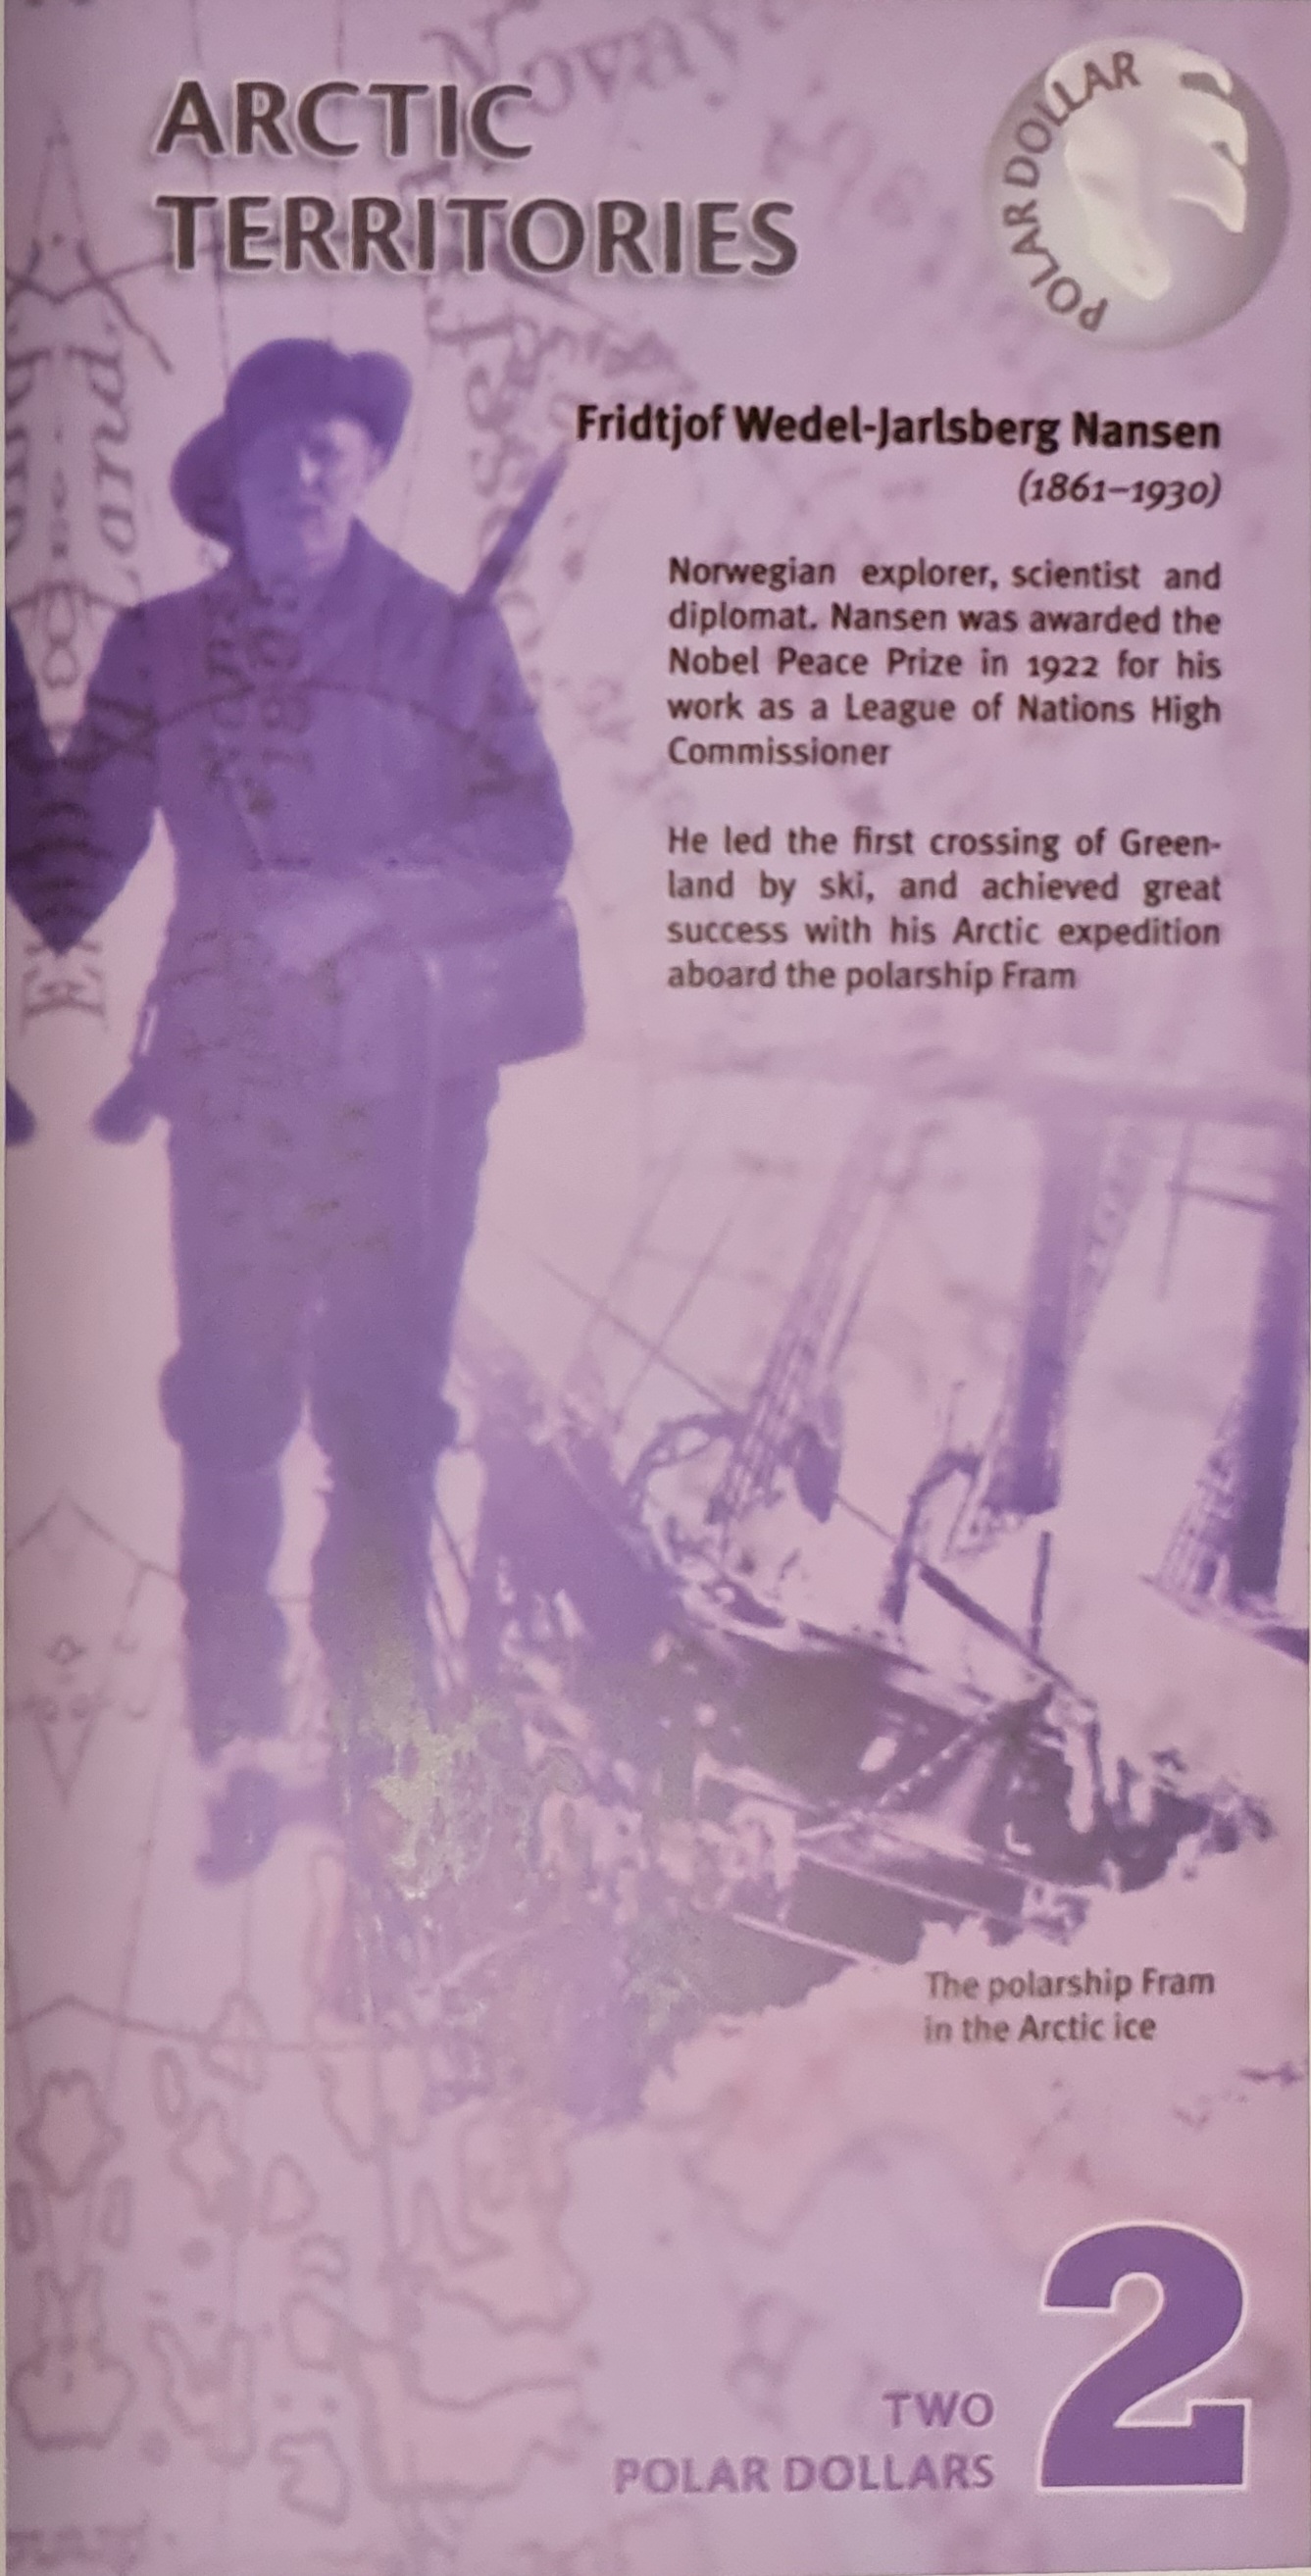 ARCTIC
TERRITORIES
POLAR DOLLAR
Fridtjof Wedel-Jarlsberg Nansen
(1861–1930)
Norwegian explorer, scientist and
diplomat. Nansen was awarded the
Nobel Peace Prize in 1922 for his
work as a League of Nations High
Commissioner
He led the first crossing of Green-
land by ski, and achieved great
success with his Arctic expedition
aboard the polarship Fram
The polarship Fram
in the Arctic ice
2
TWO
POLAR DOLLARS